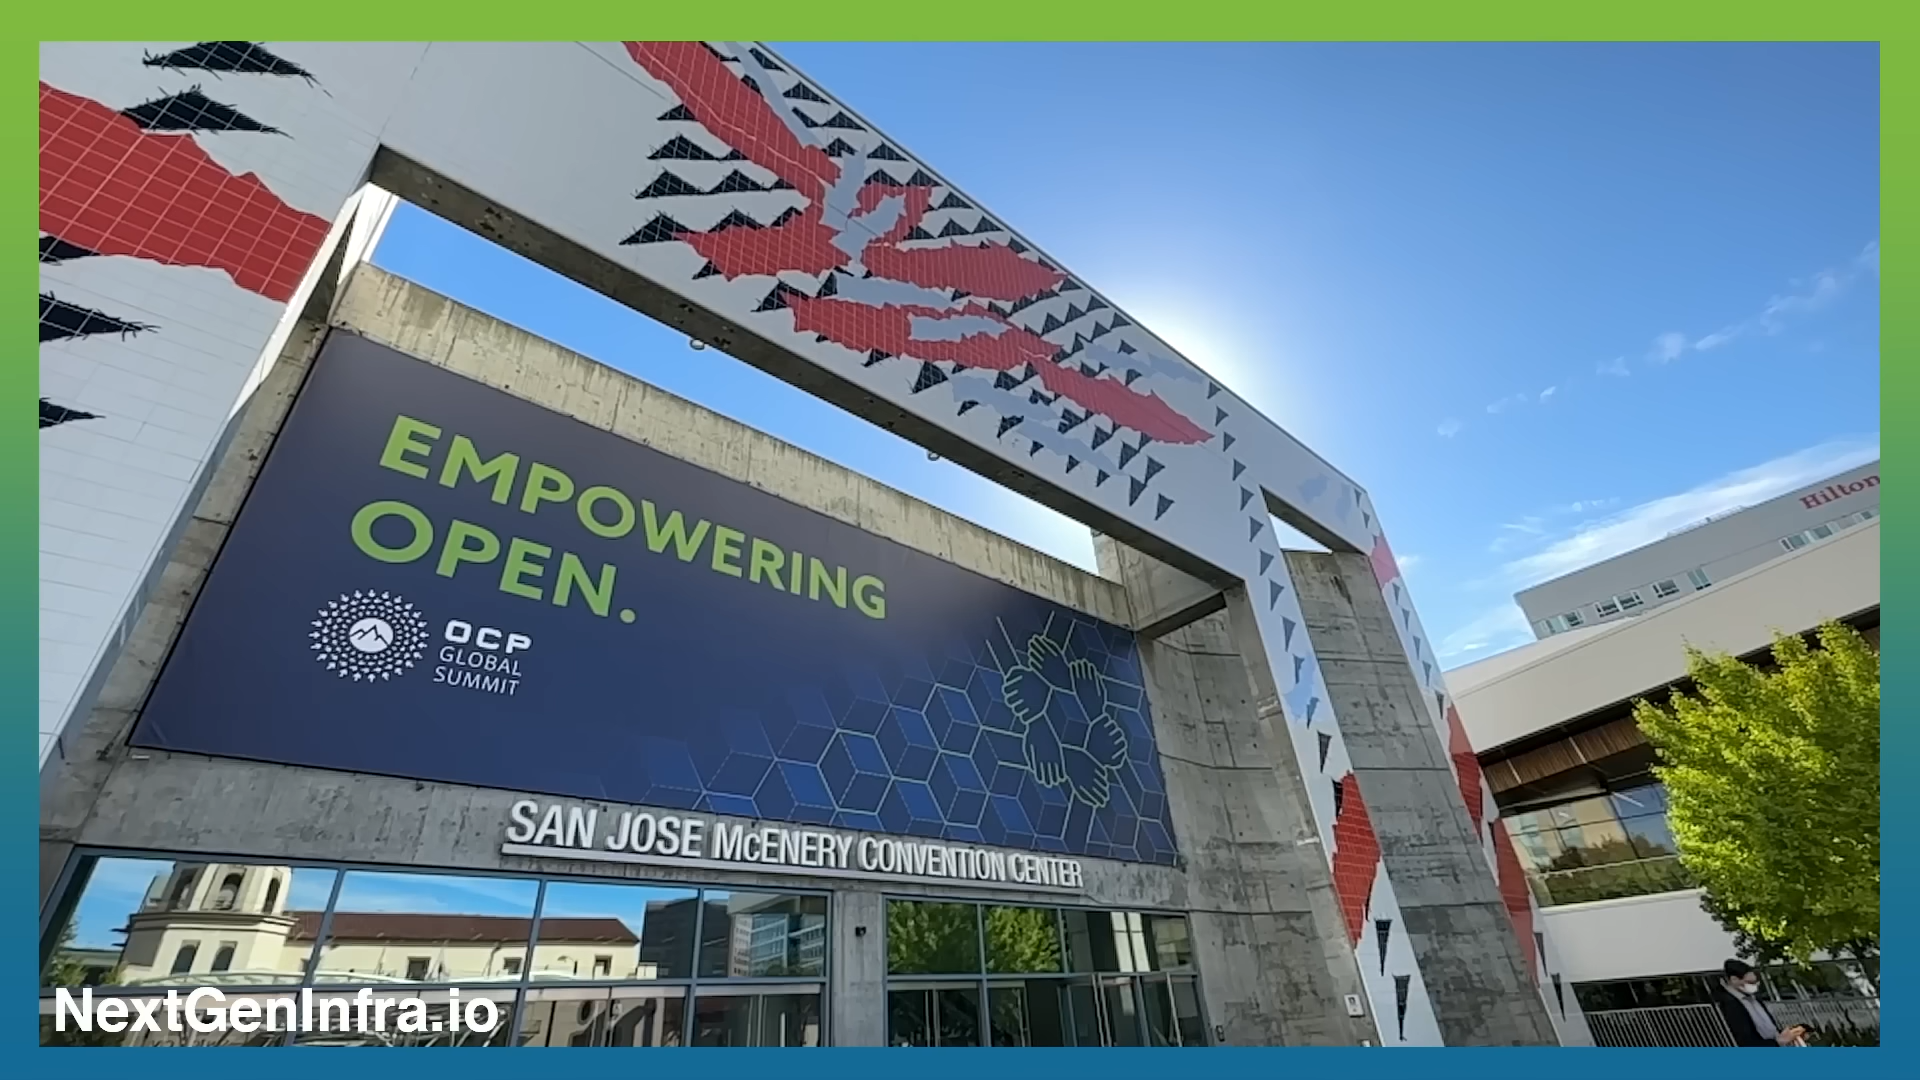 EMPOWERING
OPEN.
OCP
GLOBAL
SUMMIT
SAN JOSE McENERY CONVENTION CENTER
Hilton
NextGenInfra.io